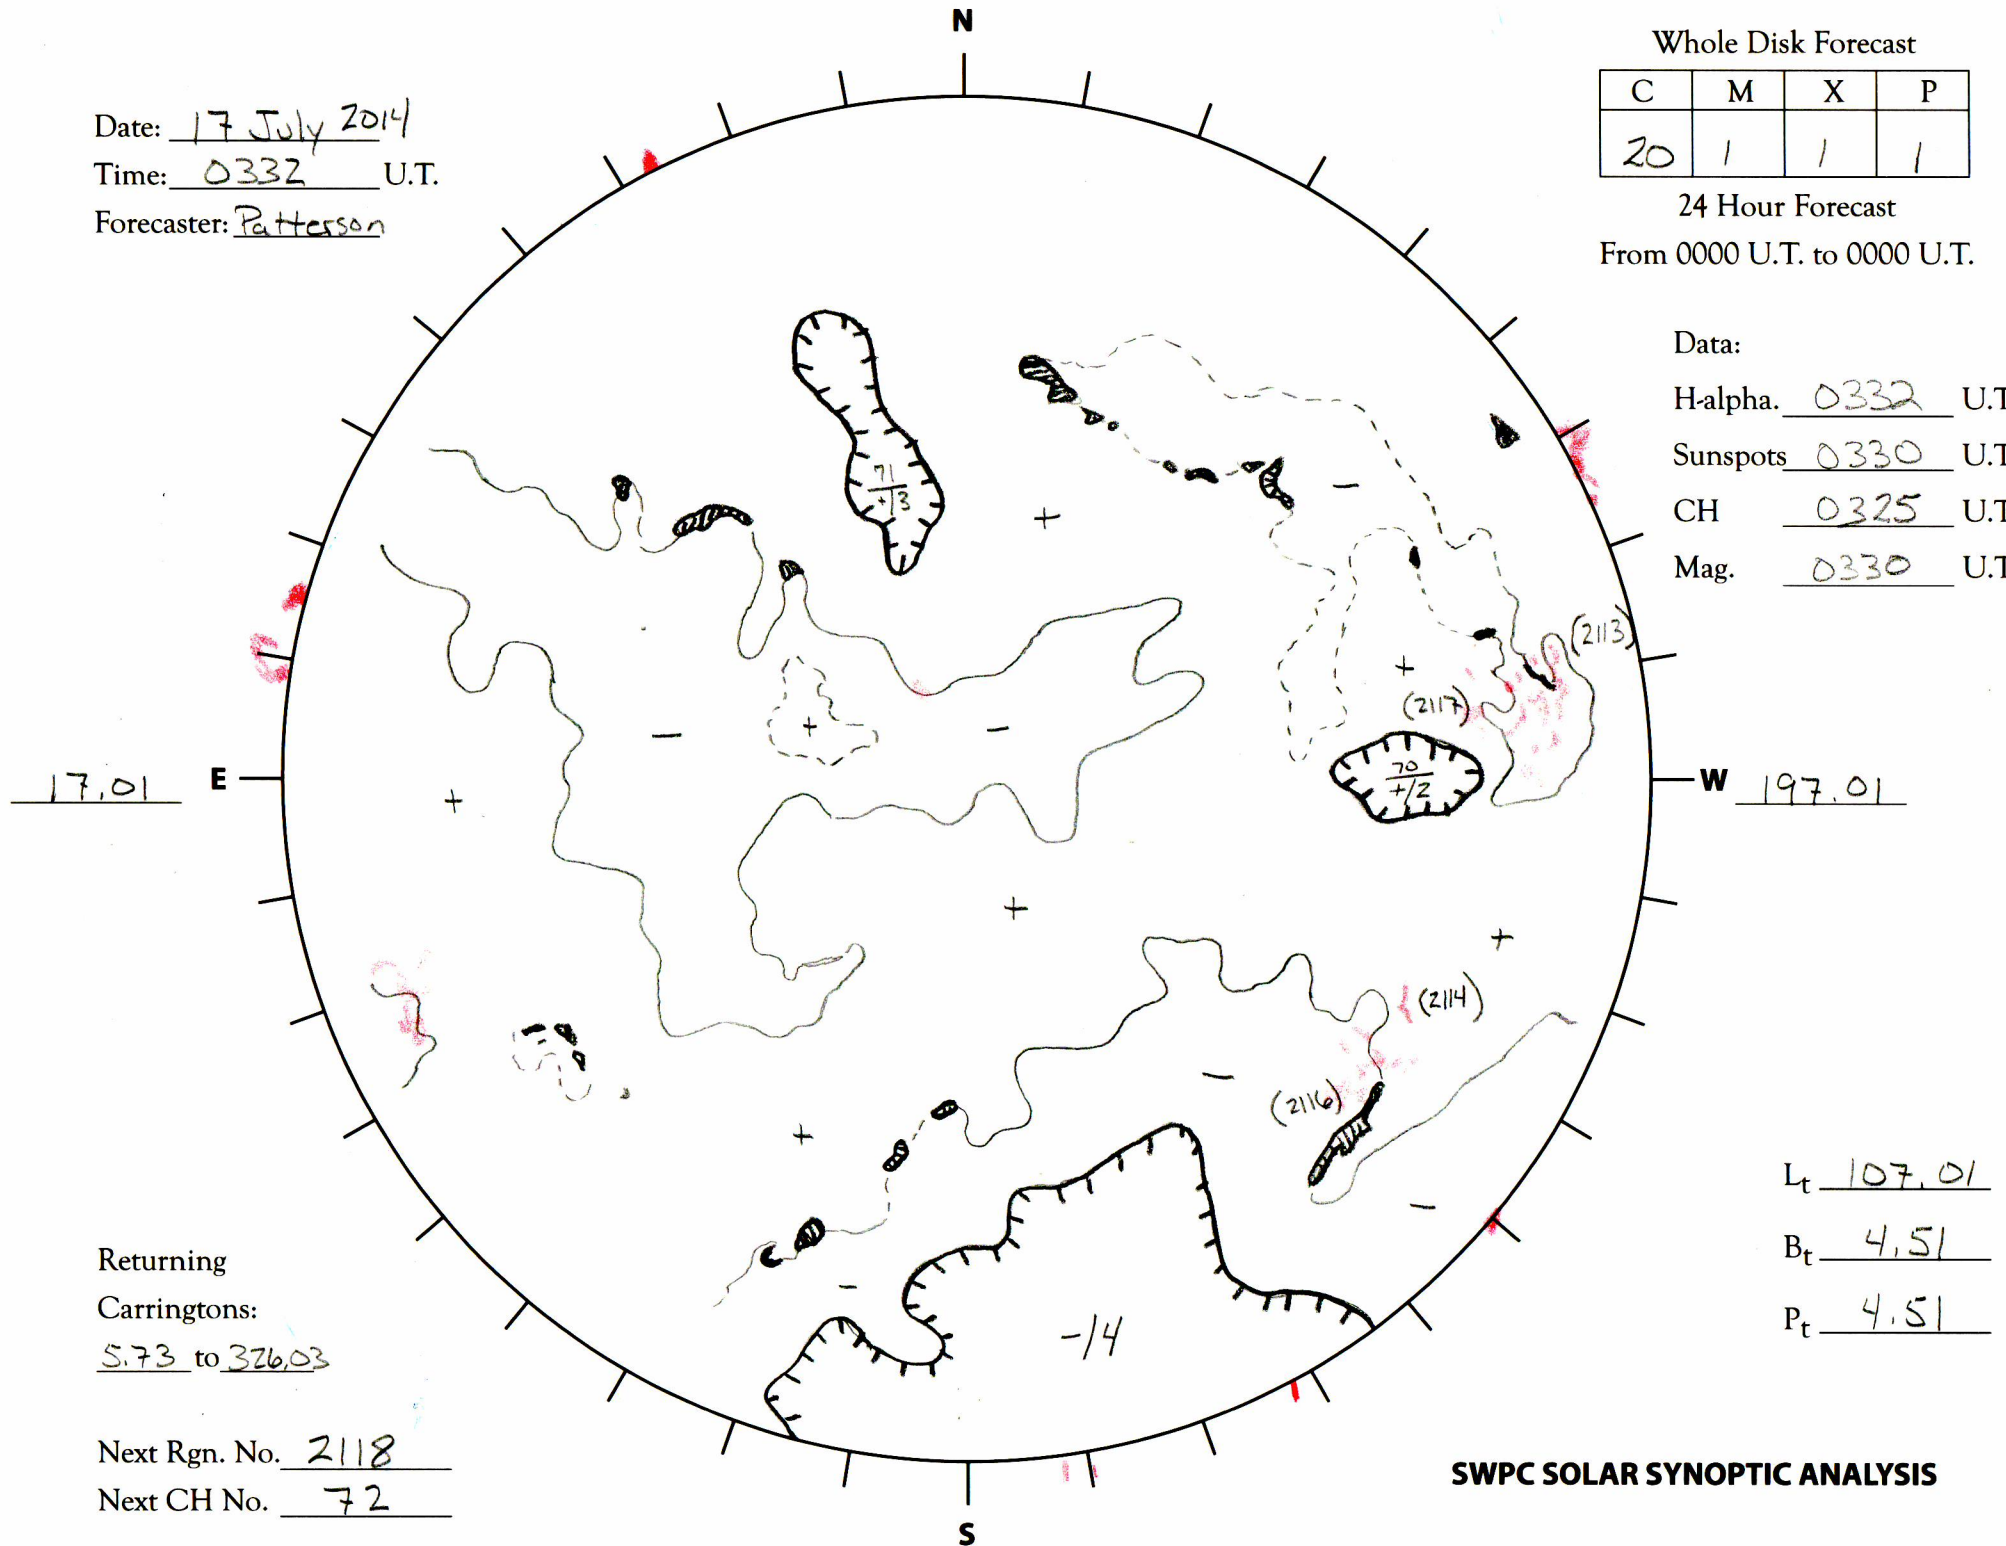 N
Whole Disk Forecast
C M X P
20 1 1 1
24 Hour Forecast
From 0000 U.T. to 0000 U.T.
Date: 17 July 2014
Time: 0332 U.T.
Forecaster: Patterson
Data:
H-alpha. 0332 U.T
Sunspots 0330 U.T
CH 0325 U.T
Mag. 0330 U.T
71
+/3
+
−
(2113)
+
(2117)
−
+
−
70
+/2
17.01 E
W 197.01
+
+
+
(2114)
−
(2116)
+
−
−
-/4
Lt 107.01
Bt 4.51
Pt 4.51
Returning
Carringtons:
5.73 to 326.03
Next Rgn. No. 2118
Next CH No. 72
SWPC SOLAR SYNOPTIC ANALYSIS
S